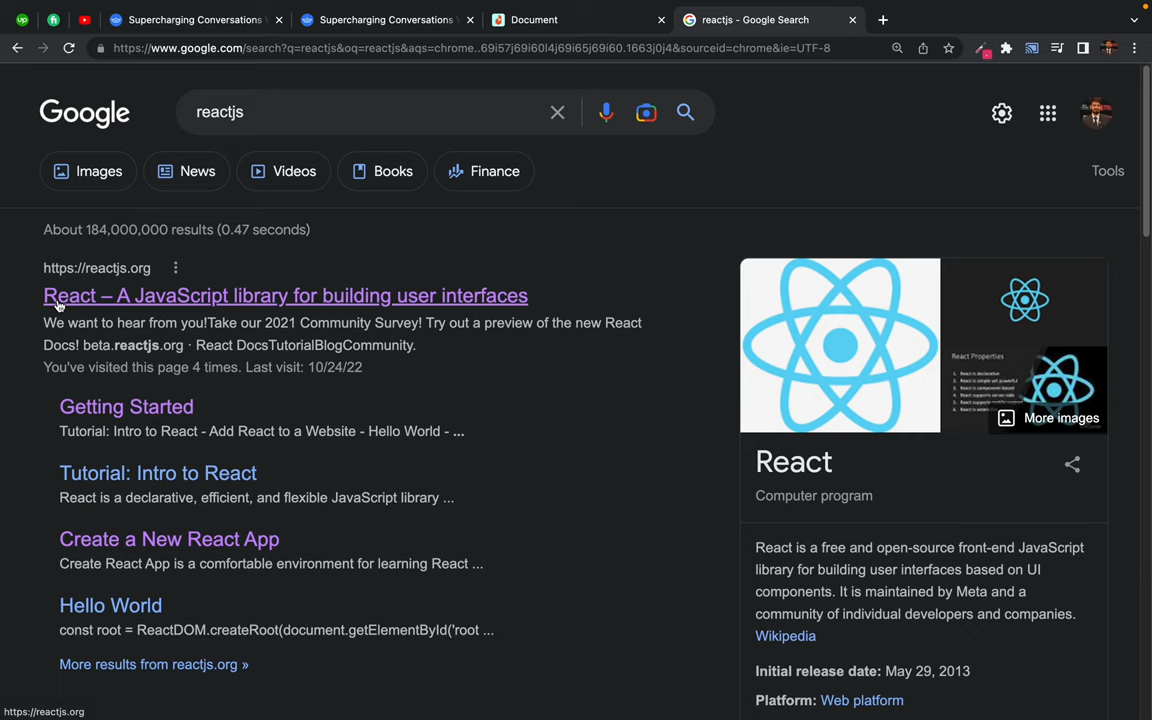 Supercharging Conversations
Supercharging Conversations
Document
reactjs - Google Search
https://www.google.com/search?q=reactjs&oq=reactjs&aqs=chrome..69i57j69i60l4j69i65j69i60.1663j0j4&sourceid=chrome&ie=UTF-8
Google
reactjs
Images
News
Videos
Books
Finance
Tools
About 184,000,000 results (0.47 seconds)
https://reactjs.org
React – A JavaScript library for building user interfaces
We want to hear from you!Take our 2021 Community Survey! Try out a preview of the new React
Docs! beta.reactjs.org · React DocsTutorialBlogCommunity.
You've visited this page 4 times. Last visit: 10/24/22
Getting Started
Tutorial: Intro to React - Add React to a Website - Hello World - ...
Tutorial: Intro to React
React is a declarative, efficient, and flexible JavaScript library ...
Create a New React App
Create React App is a comfortable environment for learning React ...
Hello World
const root = ReactDOM.createRoot(document.getElementById('root ...
More results from reactjs.org »
React Properties
More images
React
Computer program
React is a free and open-source front-end JavaScript
library for building user interfaces based on UI
components. It is maintained by Meta and a
community of individual developers and companies.
Wikipedia
Initial release date: May 29, 2013
Platform: Web platform
https://reactjs.org